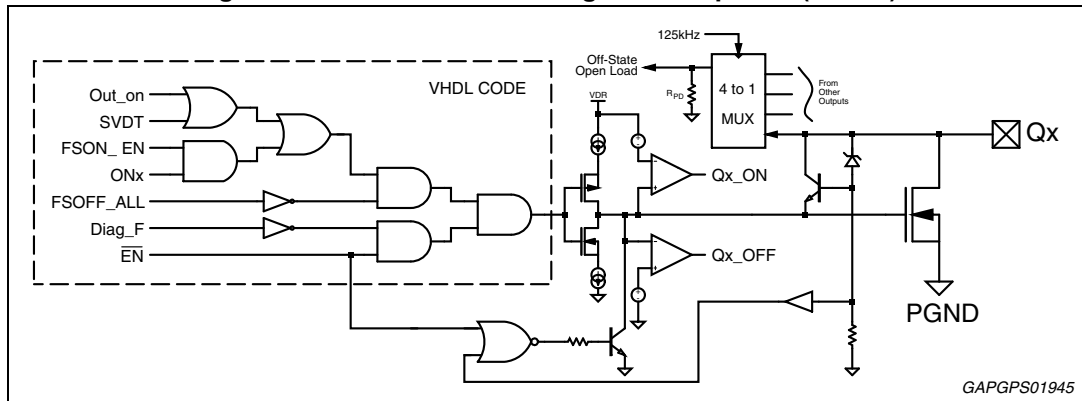 125kHz
Off-State
Open Load
4 to 1
MUX
From
Other
Outputs
RPD
VDR
VHDL CODE
Out_on
SVDT
FSON_ EN
ONx
FSOFF_ALL
Diag_F
EN
Qx
Qx_ON
Qx_OFF
PGND
GAPGPS01945